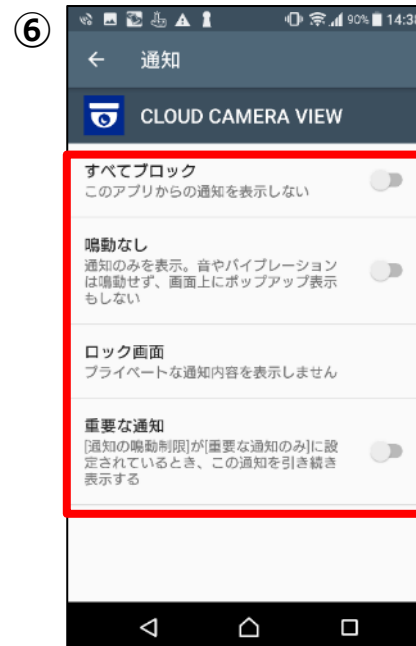 ⑥
90% 14:38
通知
CLOUD CAMERA VIEW
すべてブロック
このアプリからの通知を表示しない
鳴動なし
通知のみを表示。音やバイブレーション
は鳴動せず、画面上にポップアップ表示
もしない
ロック画面
プライベートな通知内容を表示しません
重要な通知
[通知の鳴動制限]が[重要な通知のみ]に設
定されているとき、この通知を引き続き
表示する